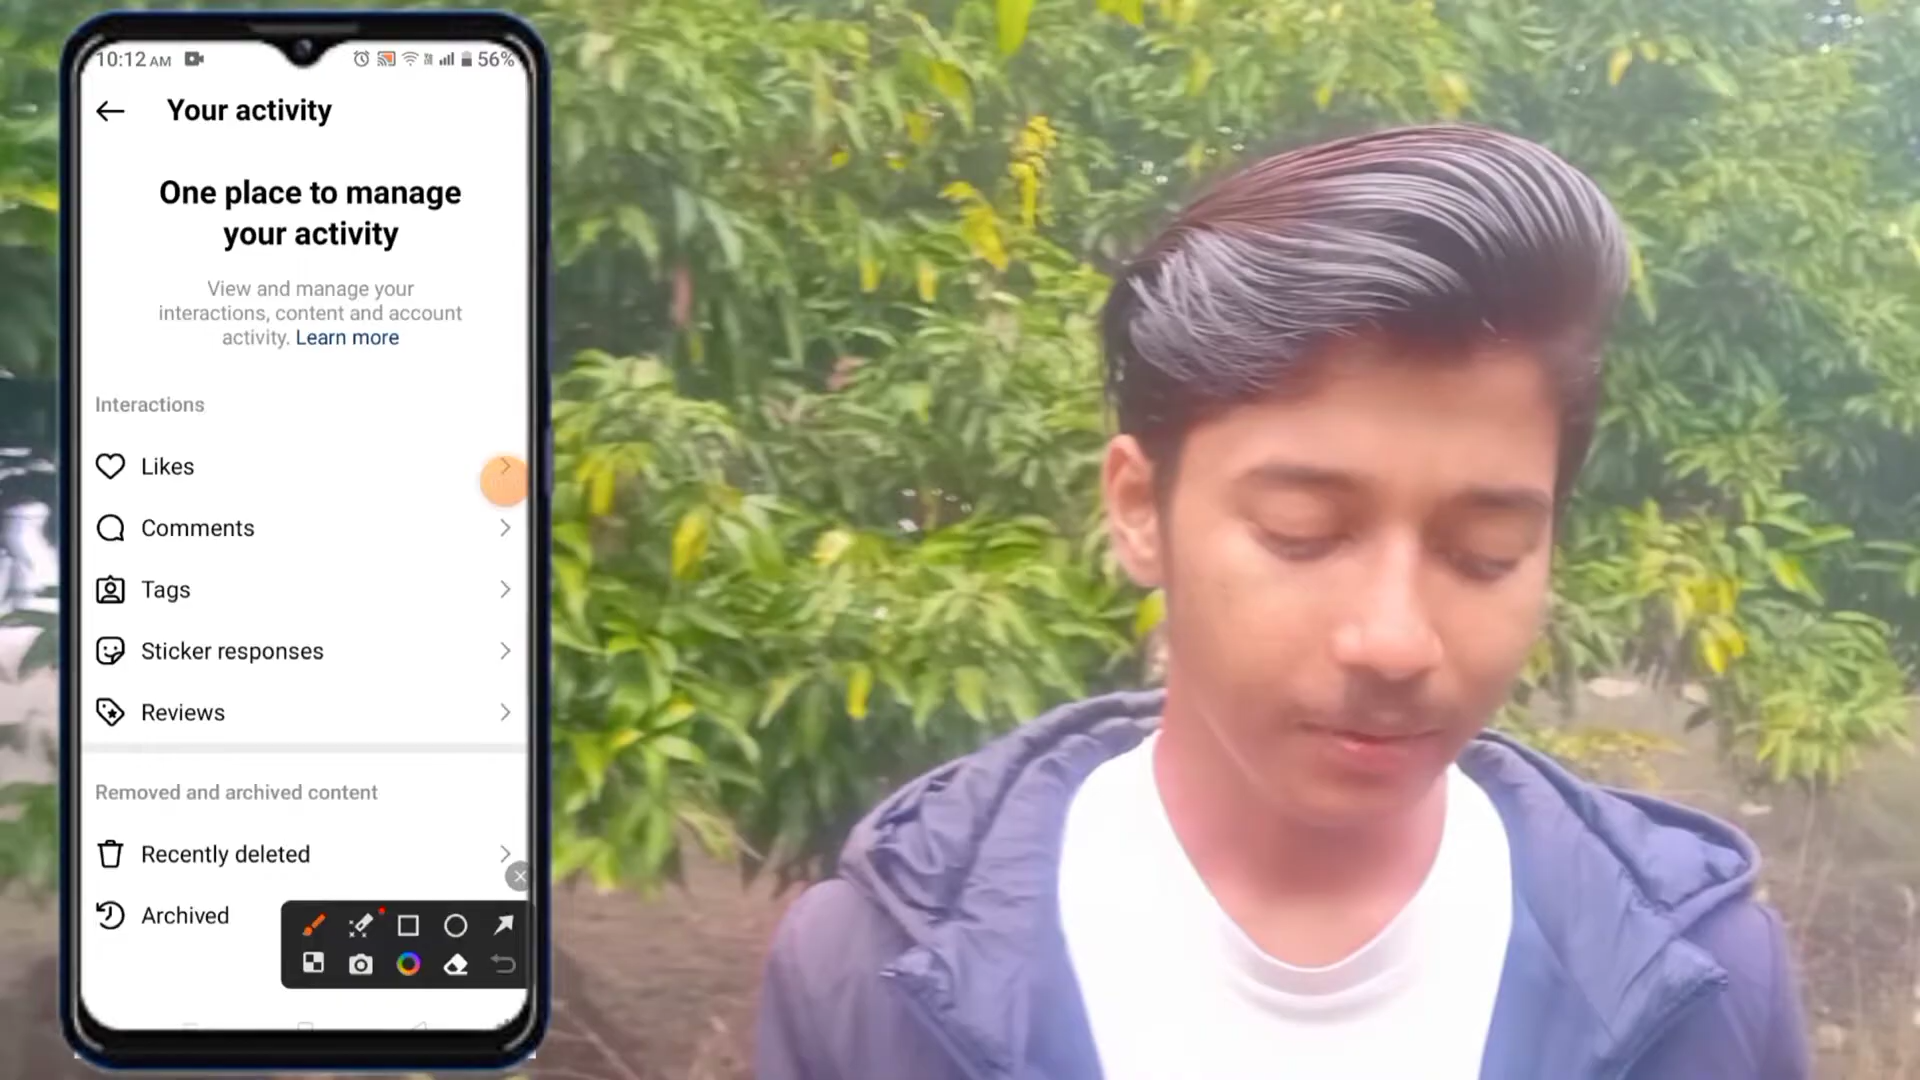 10:12 AM
56%
Your activity
One place to manage
your activity
View and manage your
interactions, content and account
activity. Learn more
Interactions
Likes
Comments
Tags
Sticker responses
Reviews
Removed and archived content
Recently deleted
Archived